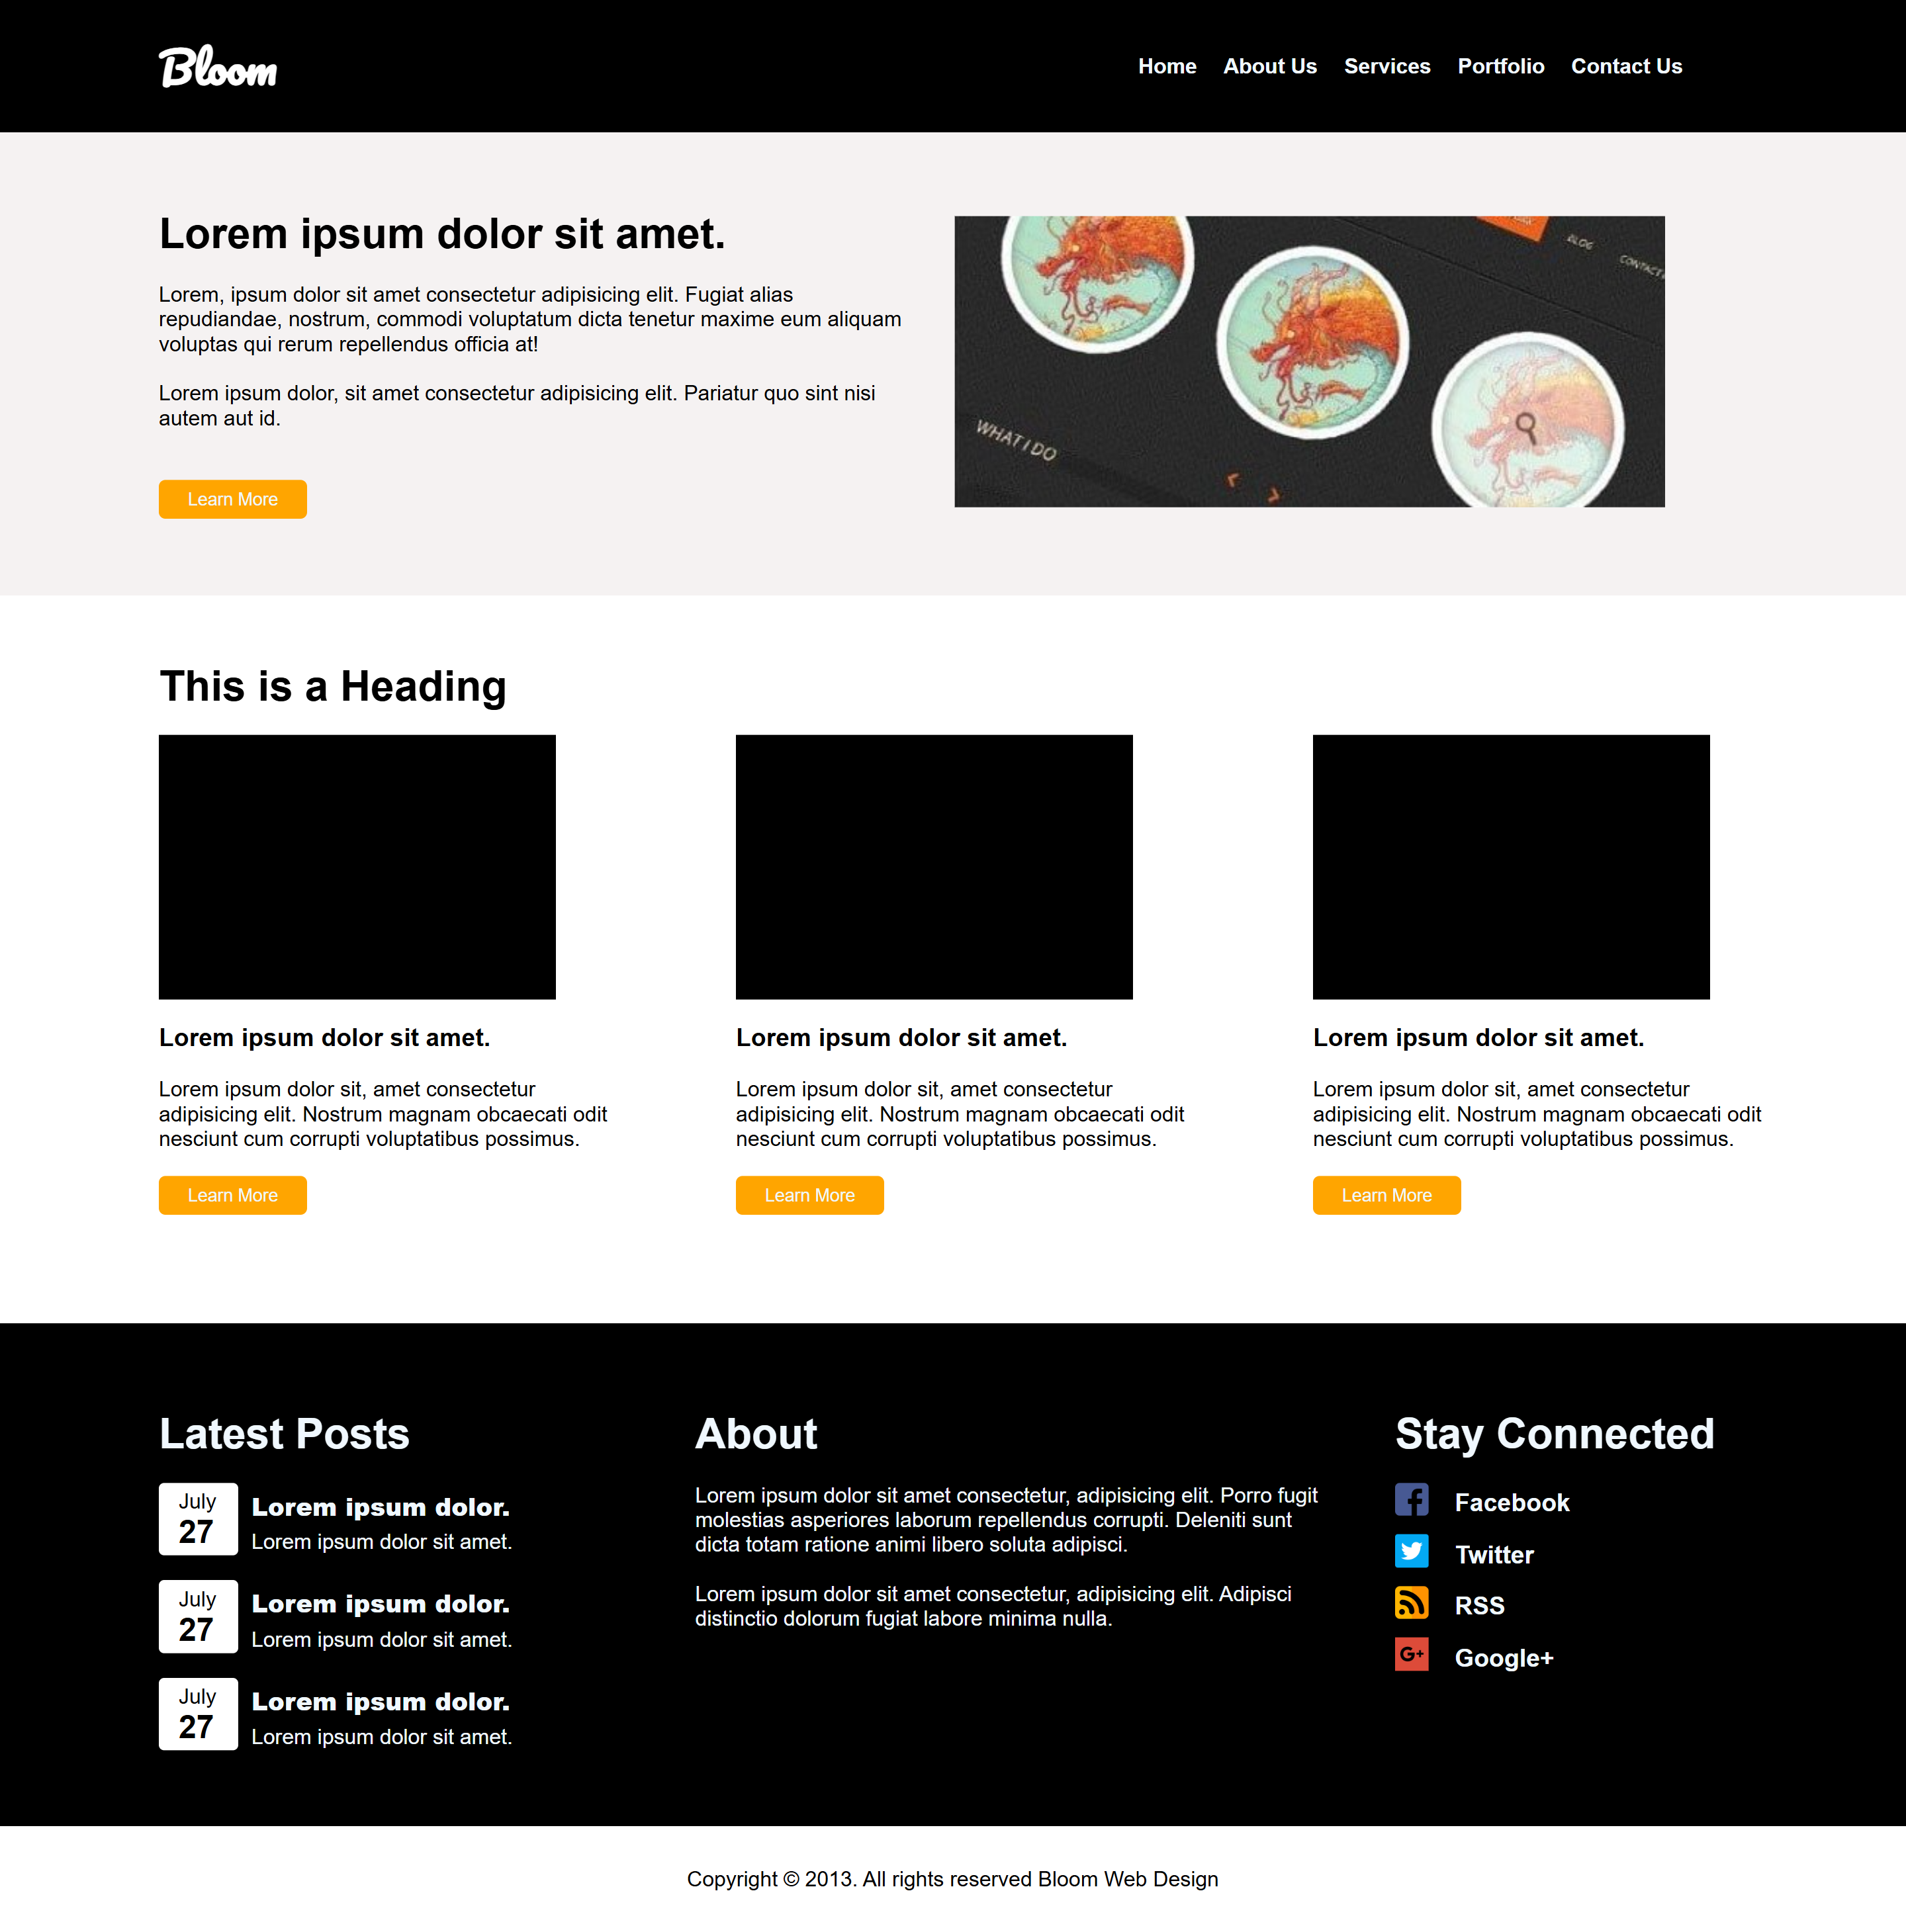 Bloom
Home About Us Services Portfolio Contact Us
Lorem ipsum dolor sit amet.
Lorem, ipsum dolor sit amet consectetur adipisicing elit. Fugiat alias
repudiandae, nostrum, commodi voluptatum dicta tenetur maxime eum aliquam
voluptas qui rerum repellendus officia at!
Lorem ipsum dolor, sit amet consectetur adipisicing elit. Pariatur quo sint nisi
autem aut id.
Learn More
BLOG
CONTACT
WHAT I DO
This is a Heading
Lorem ipsum dolor sit amet.
Lorem ipsum dolor sit, amet consectetur
adipisicing elit. Nostrum magnam obcaecati odit
nesciunt cum corrupti voluptatibus possimus.
Learn More
Lorem ipsum dolor sit amet.
Lorem ipsum dolor sit, amet consectetur
adipisicing elit. Nostrum magnam obcaecati odit
nesciunt cum corrupti voluptatibus possimus.
Learn More
Lorem ipsum dolor sit amet.
Lorem ipsum dolor sit, amet consectetur
adipisicing elit. Nostrum magnam obcaecati odit
nesciunt cum corrupti voluptatibus possimus.
Learn More
Latest Posts
July
27
Lorem ipsum dolor.
Lorem ipsum dolor sit amet.
July
27
Lorem ipsum dolor.
Lorem ipsum dolor sit amet.
July
27
Lorem ipsum dolor.
Lorem ipsum dolor sit amet.
About
Lorem ipsum dolor sit amet consectetur, adipisicing elit. Porro fugit
molestias asperiores laborum repellendus corrupti. Deleniti sunt
dicta totam ratione animi libero soluta adipisci.
Lorem ipsum dolor sit amet consectetur, adipisicing elit. Adipisci
distinctio dolorum fugiat labore minima nulla.
Stay Connected
Facebook
Twitter
RSS
G+ Google+
Copyright © 2013. All rights reserved Bloom Web Design